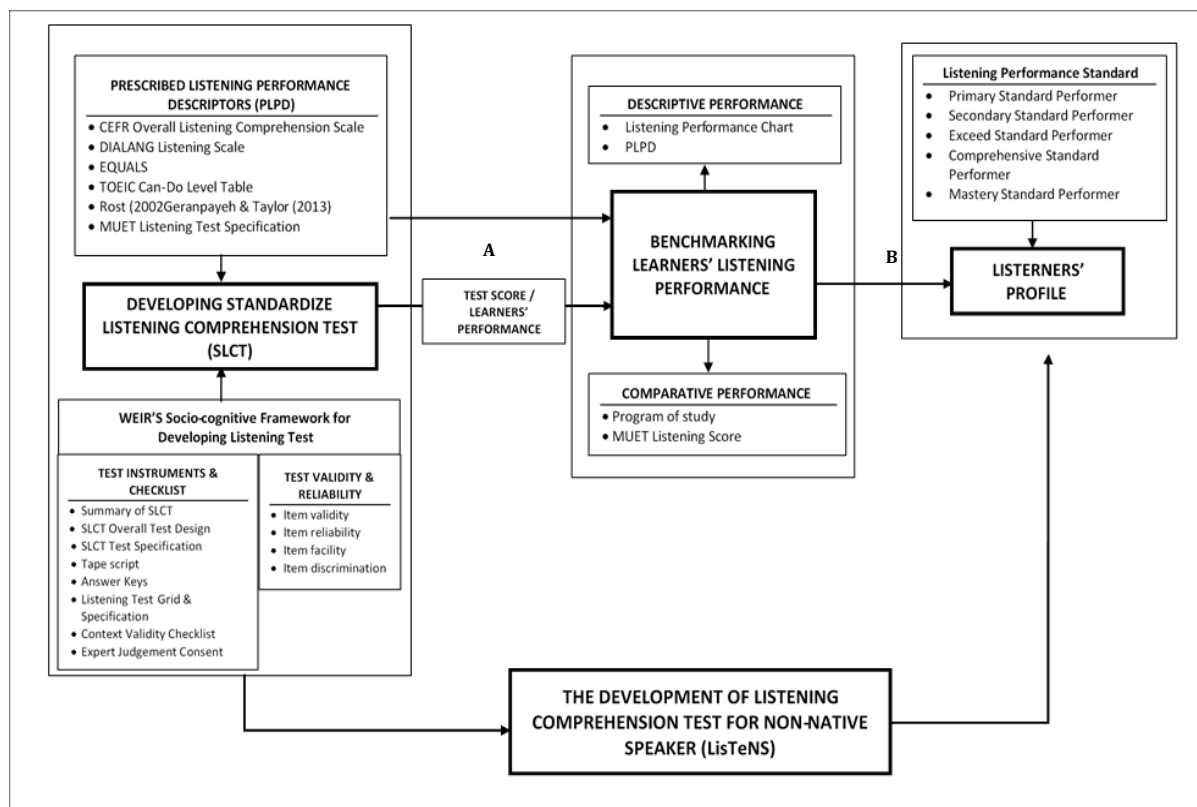 PRESCRIBED LISTENING PERFORMANCE
DESCRIPTORS (PLPD)
• CEFR Overall Listening Comprehension Scale
• DIALANG Listening Scale
• EQUALS
• TOEIC Can-Do Level Table
• Rost (2002Geranpayeh & Taylor (2013)
• MUET Listening Test Specification
DEVELOPING STANDARDIZE
LISTENING COMPREHENSION TEST
(SLCT)
WEIR'S Socio-cognitive Framework for
Developing Listening Test
TEST INSTRUMENTS &
CHECKLIST
• Summary of SLCT
• SLCT Overall Test Design
• SLCT Test Specification
• Tape script
• Answer Keys
• Listening Test Grid &
Specification
• Context Validity Checklist
• Expert Judgement Consent
TEST VALIDITY &
RELIABILITY
• Item validity
• Item reliability
• Item facility
• Item discrimination
A
TEST SCORE /
LEARNERS'
PERFORMANCE
DESCRIPTIVE PERFORMANCE
• Listening Performance Chart
• PLPD
BENCHMARKING
LEARNERS' LISTENING
PERFORMANCE
COMPARATIVE PERFORMANCE
• Program of study
• MUET Listening Score
B
Listening Performance Standard
• Primary Standard Performer
• Secondary Standard Performer
• Exceed Standard Performer
• Comprehensive Standard
Performer
• Mastery Standard Performer
LISTERNERS'
PROFILE
THE DEVELOPMENT OF LISTENING
COMPREHENSION TEST FOR NON-NATIVE
SPEAKER (LisTeNS)